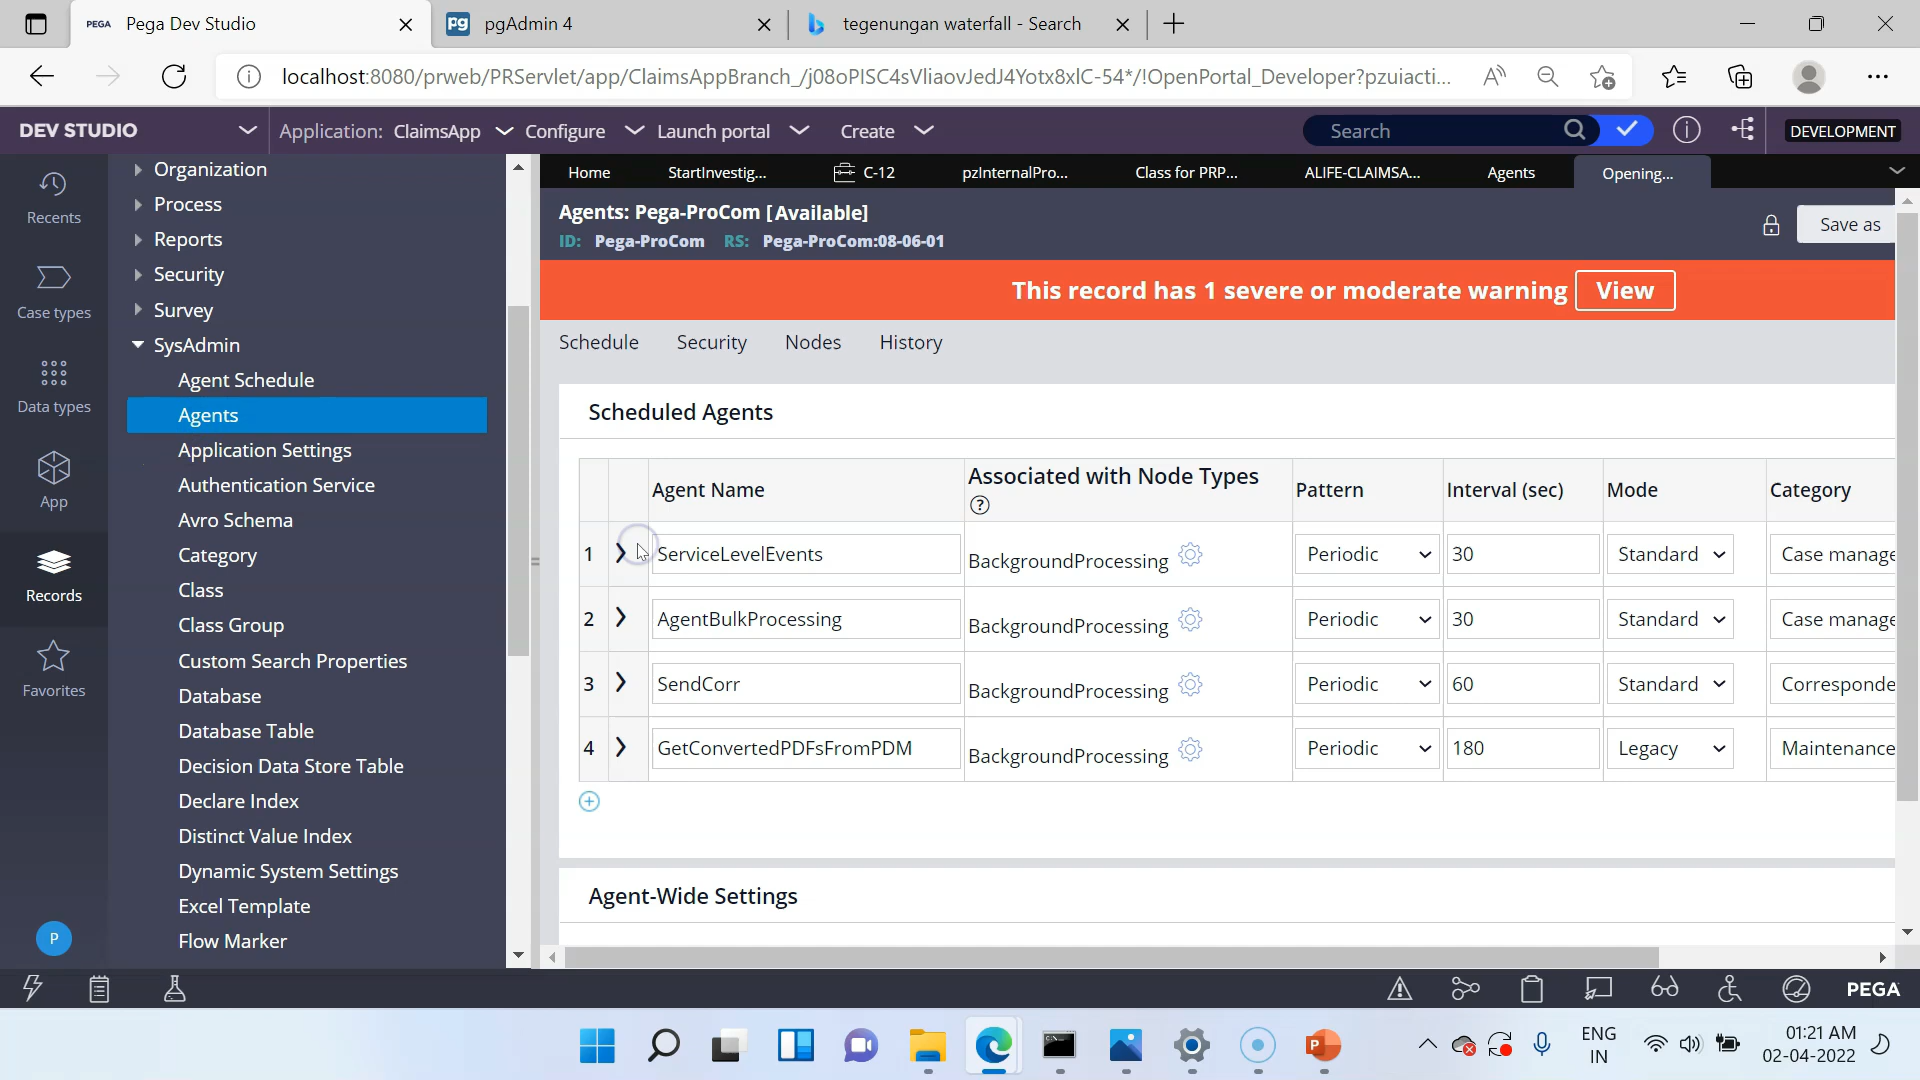 PEGA Pega Dev Studio
pgAdmin 4
tegenungan waterfall - Search
localhost:8080/prweb/PRServlet/app/ClaimsAppBranch_/j08oPISC4sVliaovJedJ4Yotx8xlC-54*/!OpenPortal_Developer?pzuiacti...
DEV STUDIO
Application: ClaimsApp
Configure
Launch portal
Create
Search
DEVELOPMENT
Recents
Case types
Data types
App
Records
Favorites
P
Organization
Process
Reports
Security
Survey
SysAdmin
Agent Schedule
Agents
Application Settings
Authentication Service
Avro Schema
Category
Class
Class Group
Custom Search Properties
Database
Database Table
Decision Data Store Table
Declare Index
Distinct Value Index
Dynamic System Settings
Excel Template
Flow Marker
Home
StartInvestig...
C-12
pzInternalPro...
Class for PRP...
ALIFE-CLAIMSA...
Agents
Opening...
Agents: Pega-ProCom [Available]
ID: Pega-ProCom RS: Pega-ProCom:08-06-01
Save as
This record has 1 severe or moderate warning View
Schedule Security Nodes History
Scheduled Agents
Agent Name Associated with Node Types ? Pattern Interval (sec) Mode Category
1 ServiceLevelEvents BackgroundProcessing Periodic 30 Standard Case manage
2 AgentBulkProcessing BackgroundProcessing Periodic 30 Standard Case manage
3 SendCorr BackgroundProcessing Periodic 60 Standard Corresponde
4 GetConvertedPDFsFromPDM BackgroundProcessing Periodic 180 Legacy Maintenance
Agent-Wide Settings
PEGA
ENG
IN
01:21 AM
02-04-2022